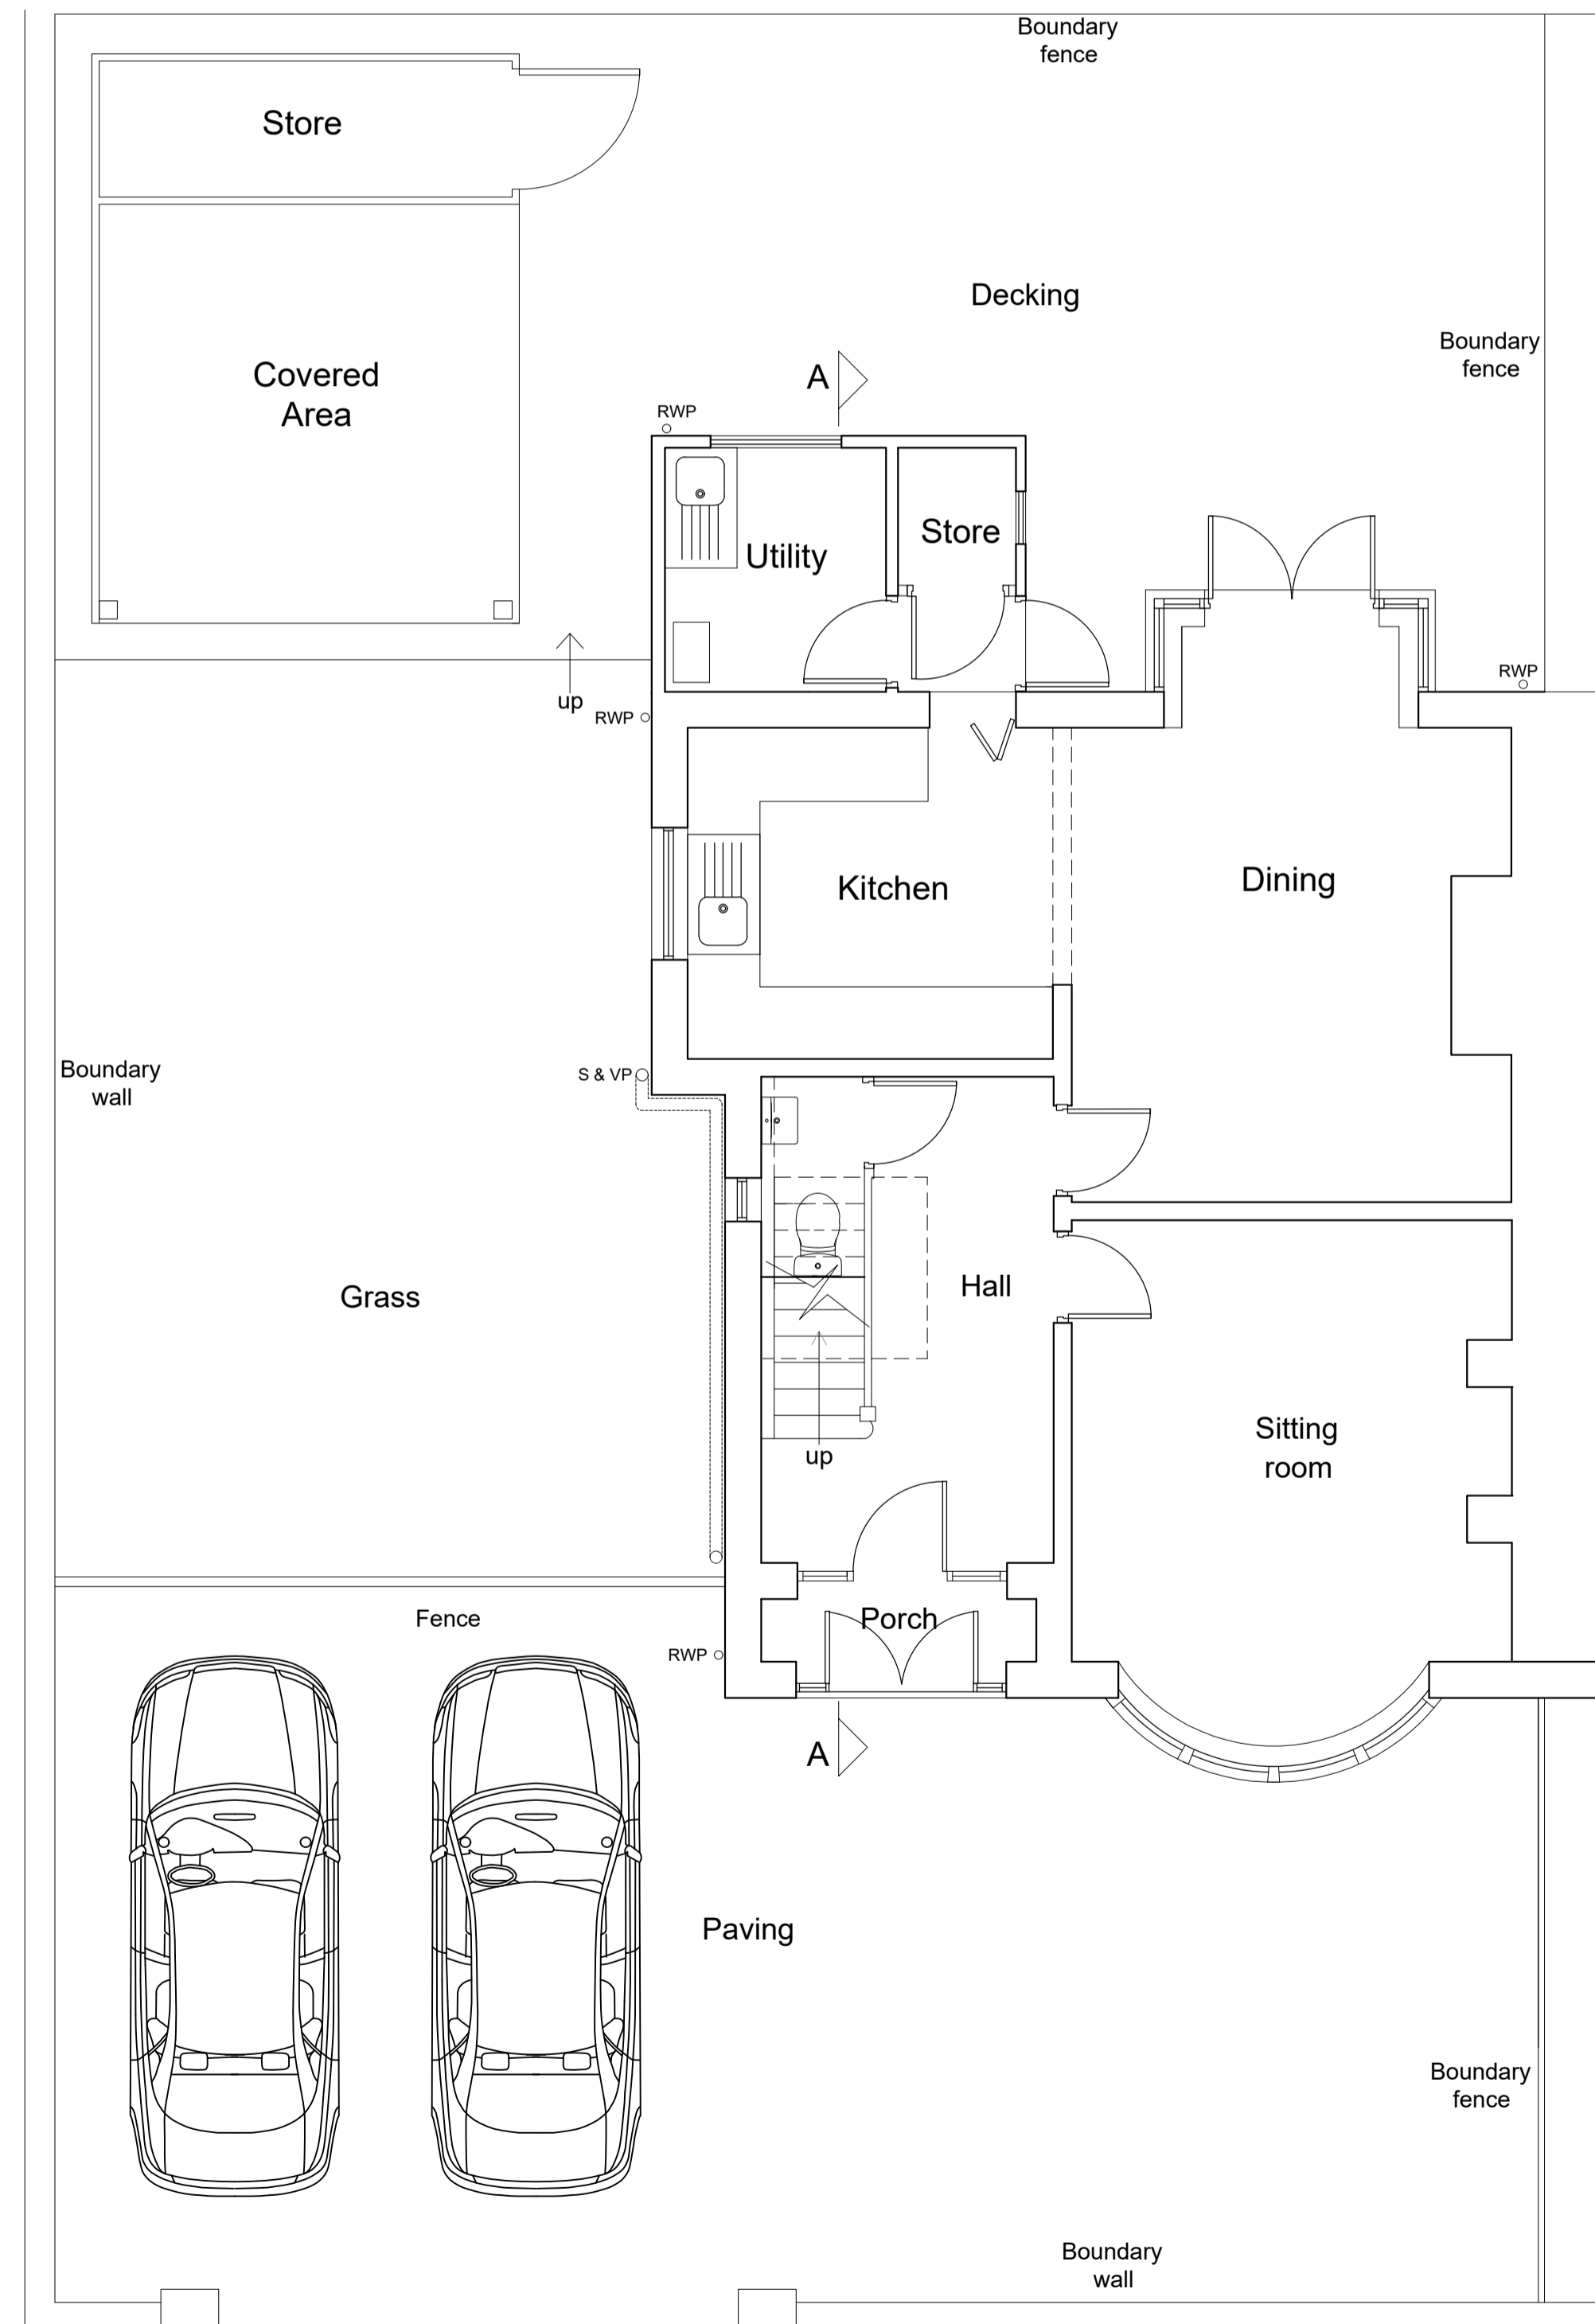 Boundary
fence
Store
Decking
Boundary
fence
Covered
Area
A
RWP
Store
Utility
RWP
up
RWP
Kitchen
Dining
Boundary
wall
S & VP
Hall
Grass
Sitting
room
up
Fence
Porch
RWP
A
Paving
Boundary
fence
Boundary
wall